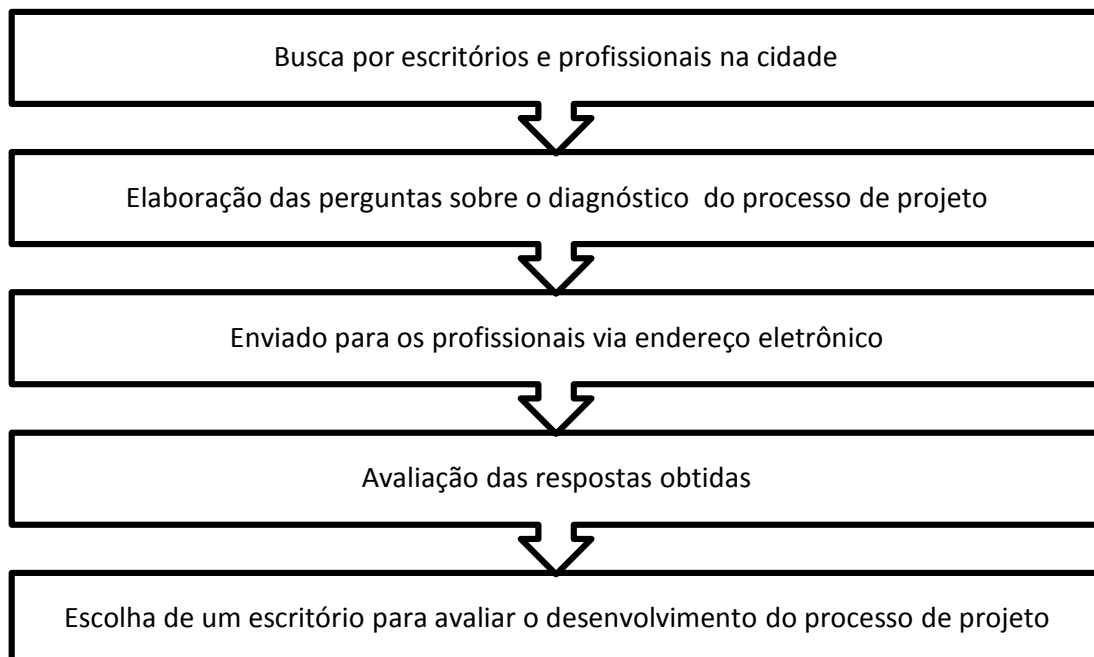 Busca por escritórios e profissionais na cidade
Elaboração das perguntas sobre o diagnóstico do processo de projeto
Enviado para os profissionais via endereço eletrônico
Avaliação das respostas obtidas
Escolha de um escritório para avaliar o desenvolvimento do processo de projeto